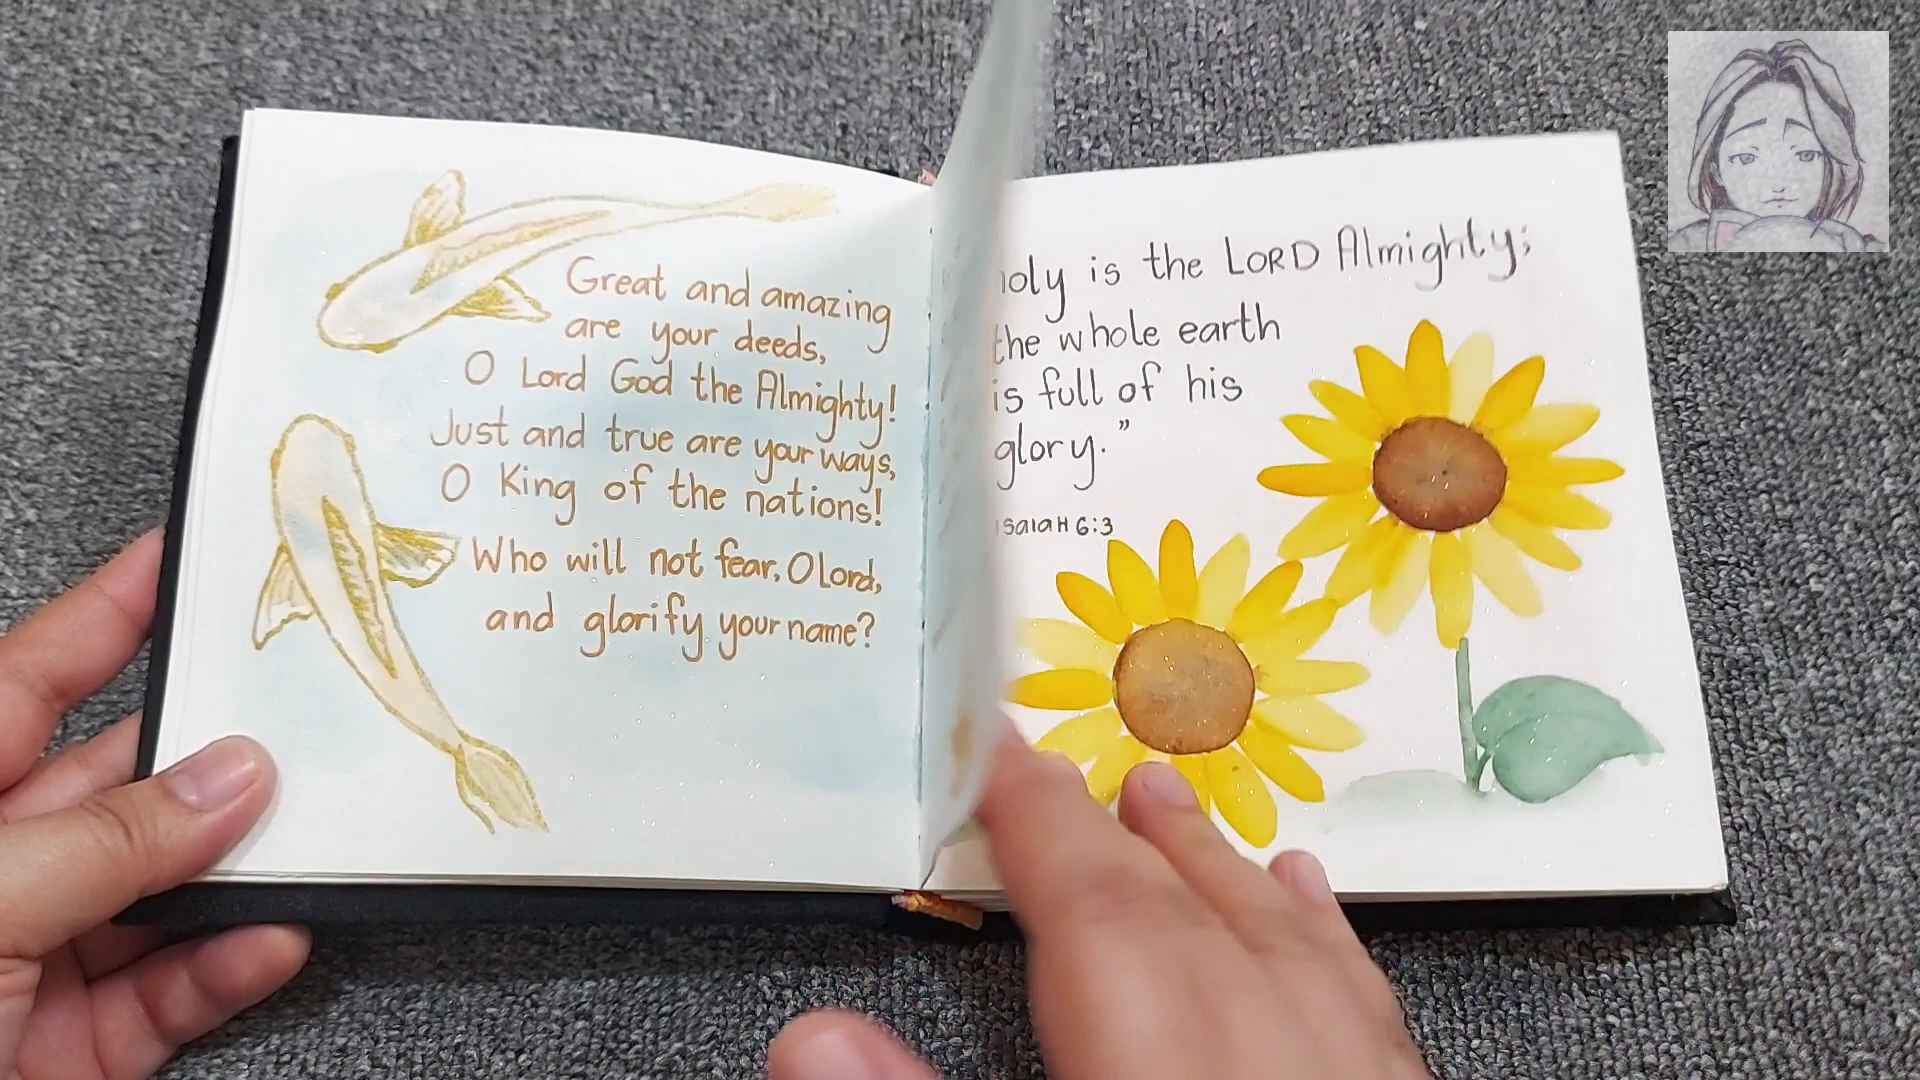 Great and amazing
are your deeds,
O Lord God the Almighty!
Just and true are your ways,
O King of the nations!
Who will not fear, O Lord,
and glorify your name?
is the LORD Almighty;
the whole earth
is full of his
glory."
6:3